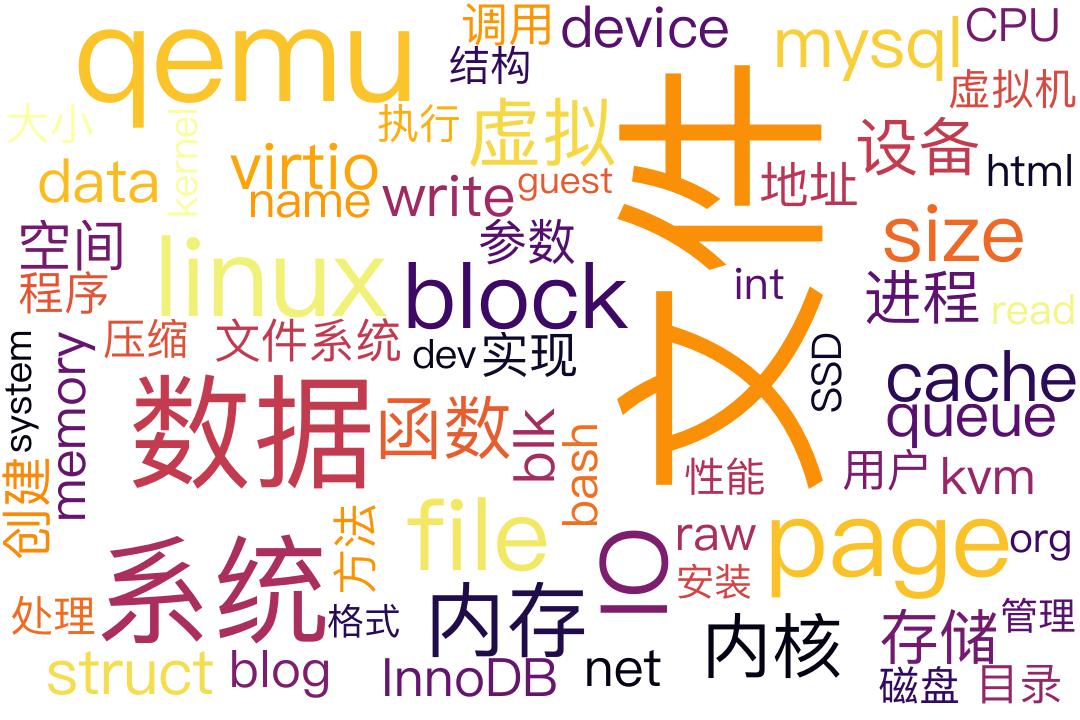 qemu
调用
device
mysql
CPU
结构
虚拟机
大小
kernel
执行
虚拟
文件
设备
html
data
virtio
name
write
guest
地址
空间
linux
参数
size
程序
block
int
进程
read
system
memory
压缩
文件系统
dev
实现
SSD
cache
queue
数据
函数
blk
bash
性能
用户
kvm
创建
方法
file
IO
raw
page
org
系统
安装
处理
格式
内存
内核
存储
管理
struct
blog
InnoDB
net
磁盘
目录